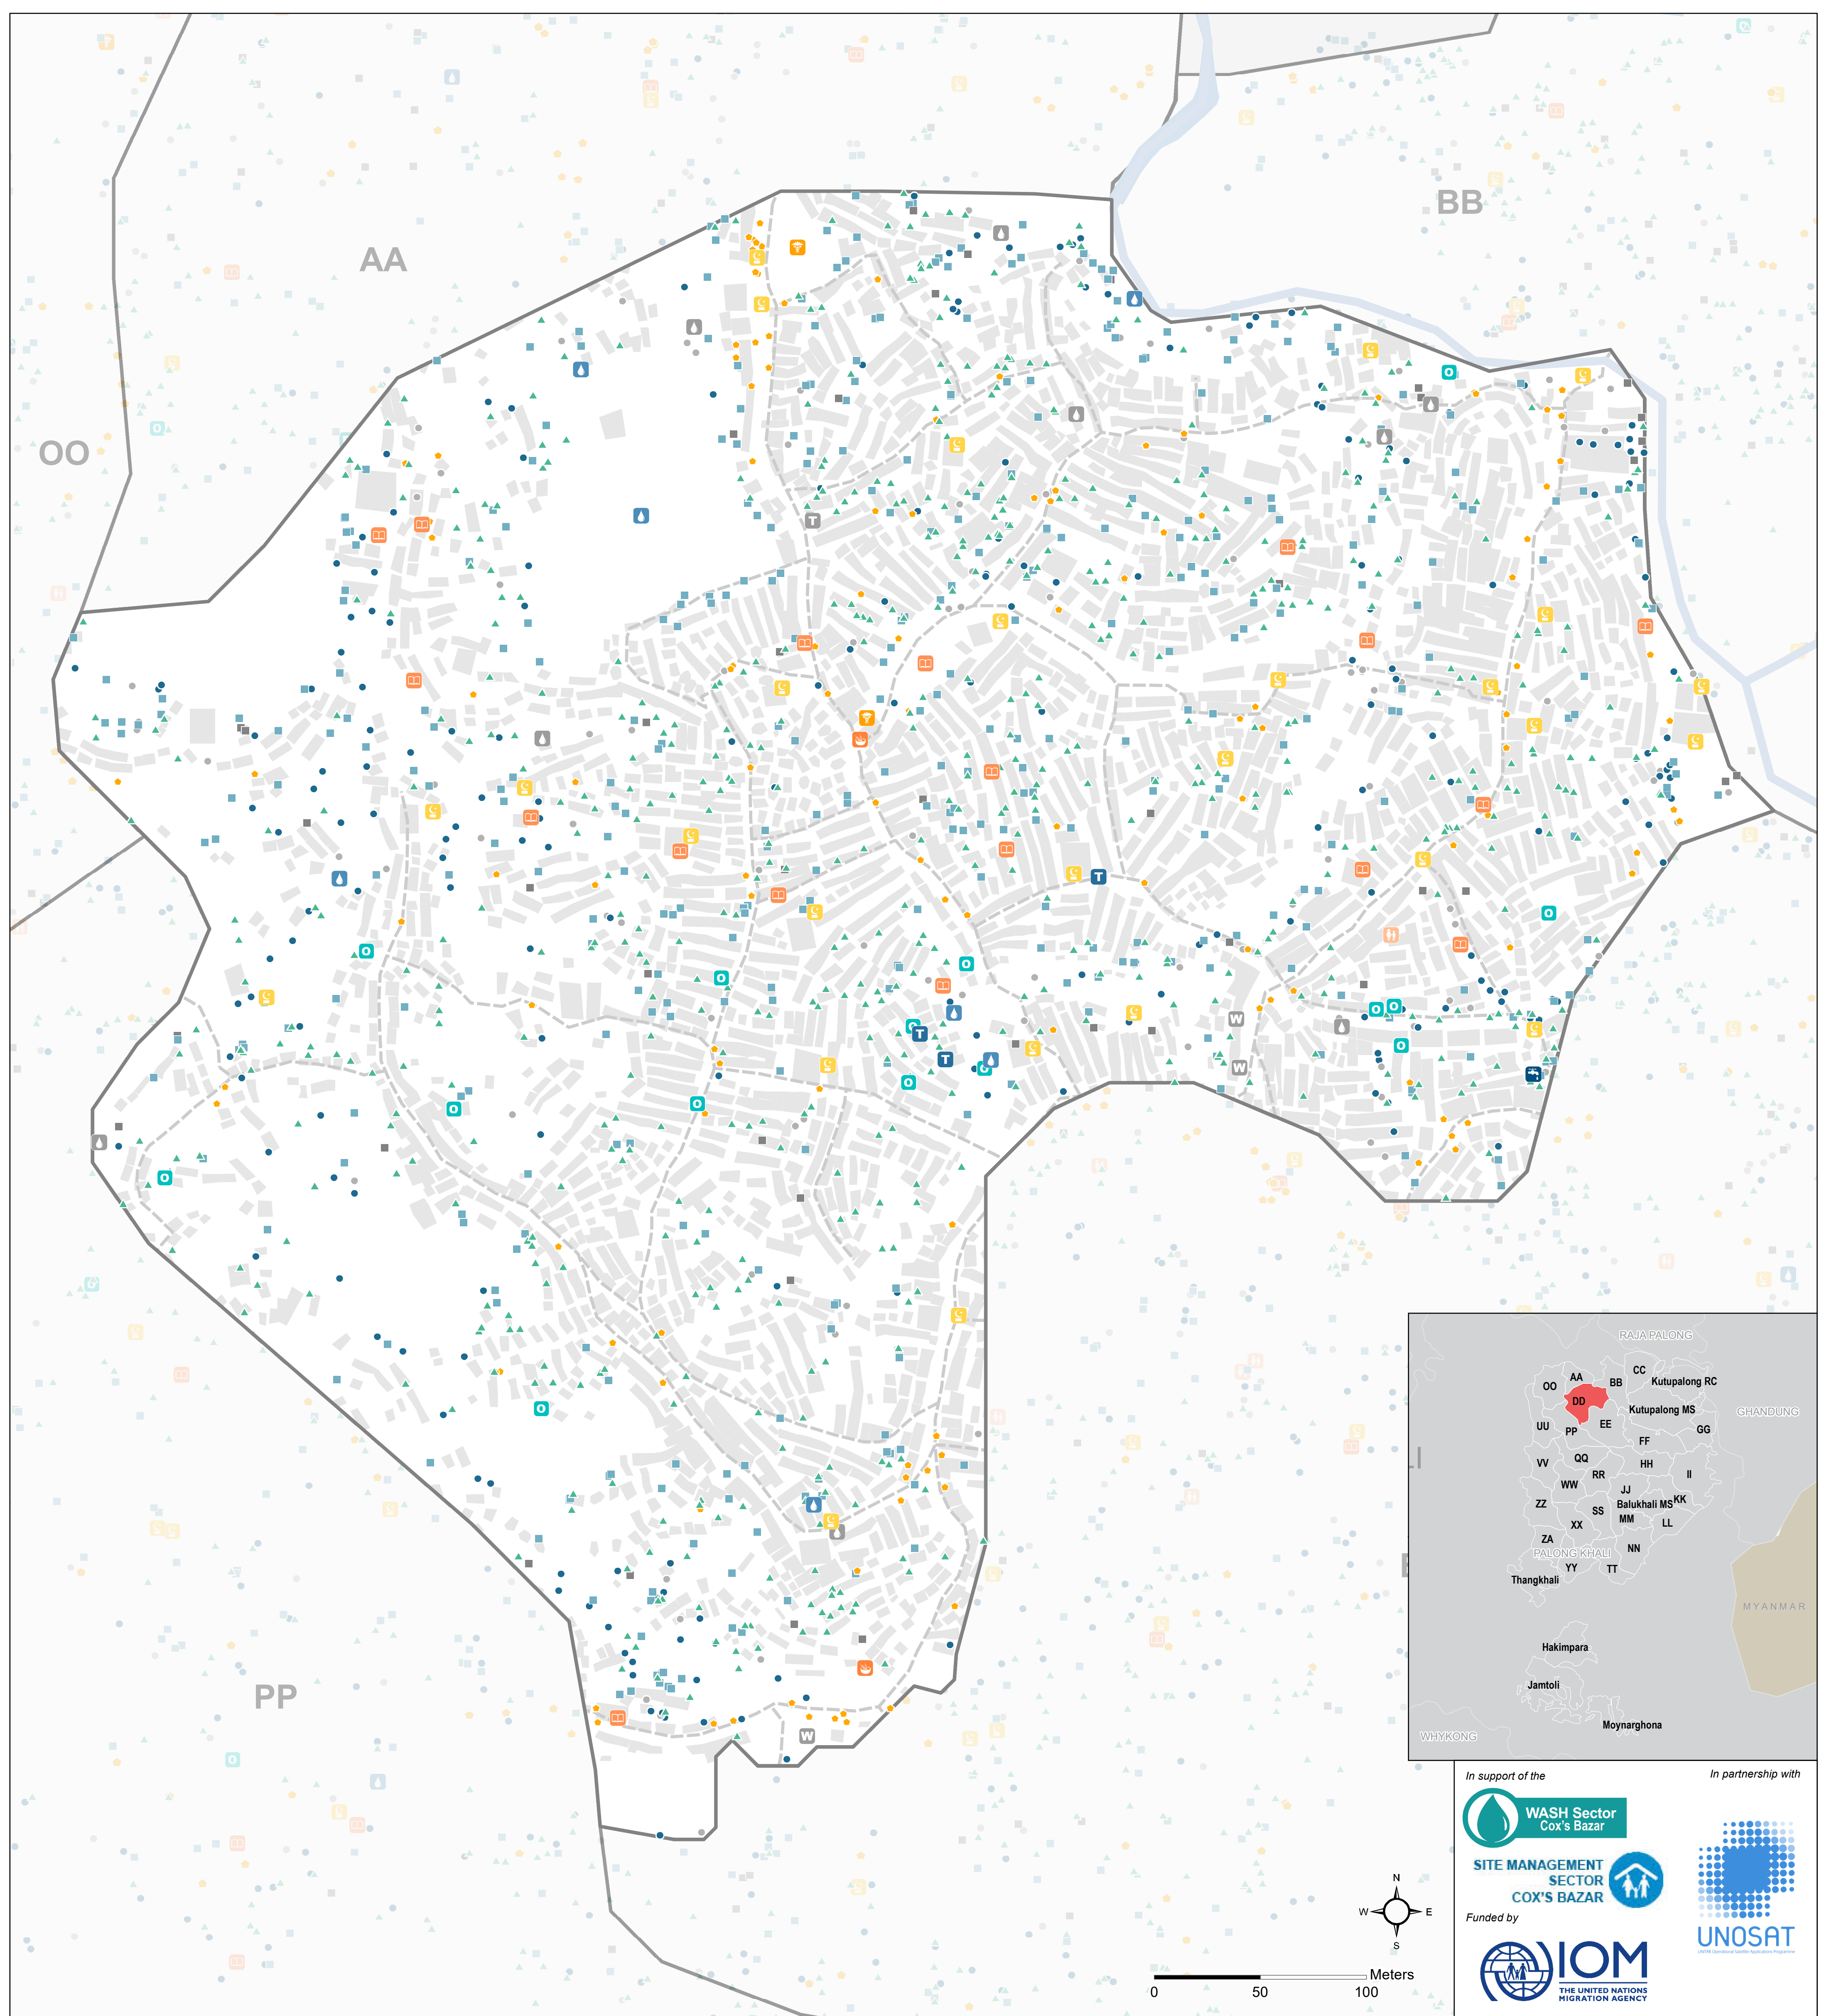 BB
AA
OO
PP
RAJA PALONG
CC
AA
BB
Kutupalong RC
OO
DD
Kutupalong MS
GHANDUNG
UU
PP
EE
GG
FF
VV
QQ
HH
RR
II
WW
JJ
KK
ZZ
Balukhali MS
SS
MM
XX
LL
ZA
NN
PALONG KHALI
YY
TT
Thangkhali
MYANMAR
Hakimpara
Jamtoli
Moynarghona
WHYKONG
In support of the
In partnership with
WASH Sector
Cox's Bazar
SITE MANAGEMENT
SECTOR
COX'S BAZAR
Funded by
UNOSAT
IOM
THE UNITED NATIONS
MIGRATION AGENCY
N
W E
S
Meters
0 50 100